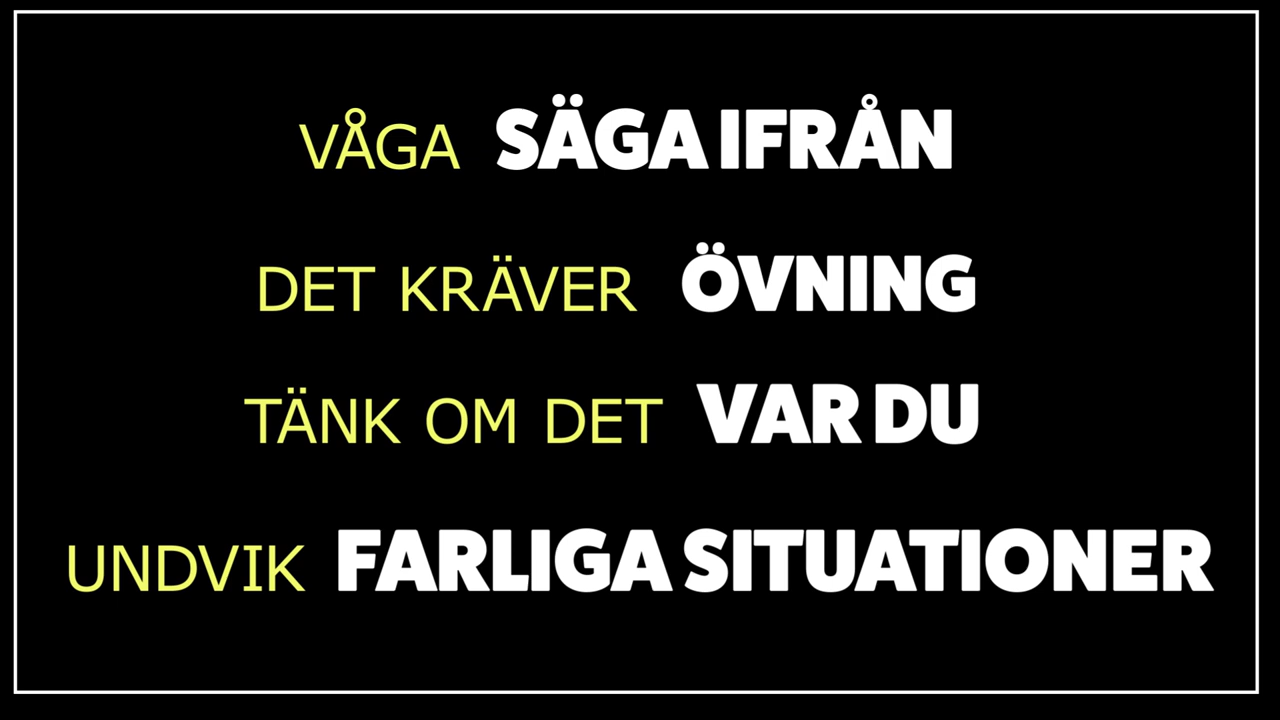 VÅGA SÄGA IFRÅN
DET KRÄVER ÖVNING
TÄNK OM DET VAR DU
UNDVIK FARLIGA SITUATIONER